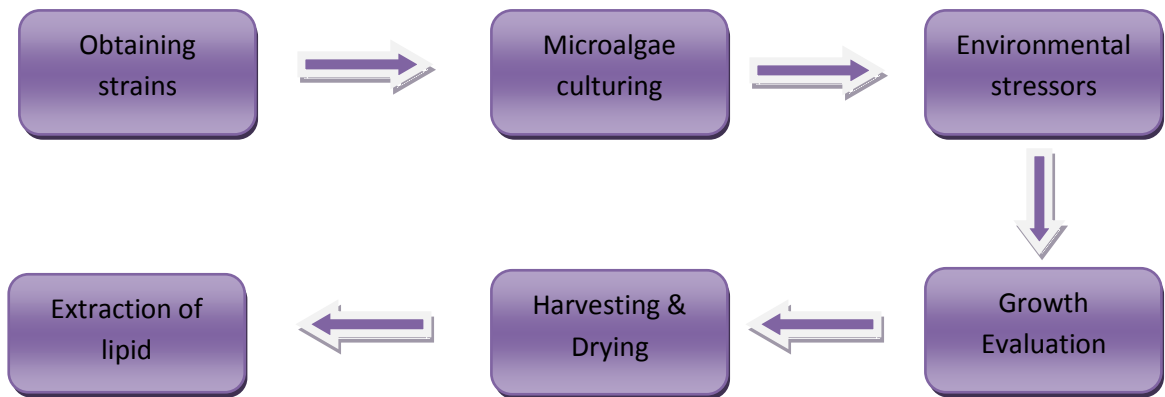 Obtaining
strains
Microalgae
culturing
Environmental
stressors
Growth
Evaluation
Harvesting &
Drying
Extraction of
lipid